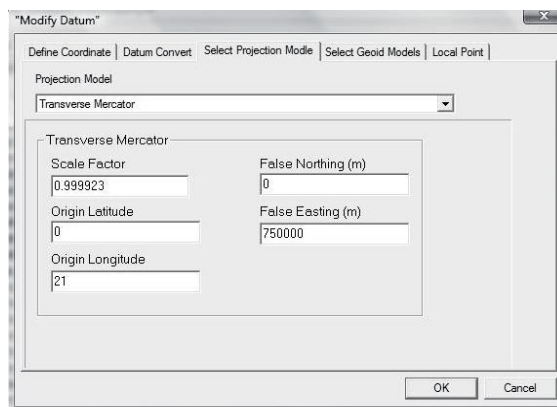 "Modify Datum"
Define Coordinate Datum Convert Select Projection Modle Select Geoid Models Local Point
Projection Model
Transverse Mercator
Transverse Mercator
Scale Factor
0.999923
False Northing (m)
0
Origin Latitude
0
False Easting (m)
750000
Origin Longitude
21
OK Cancel